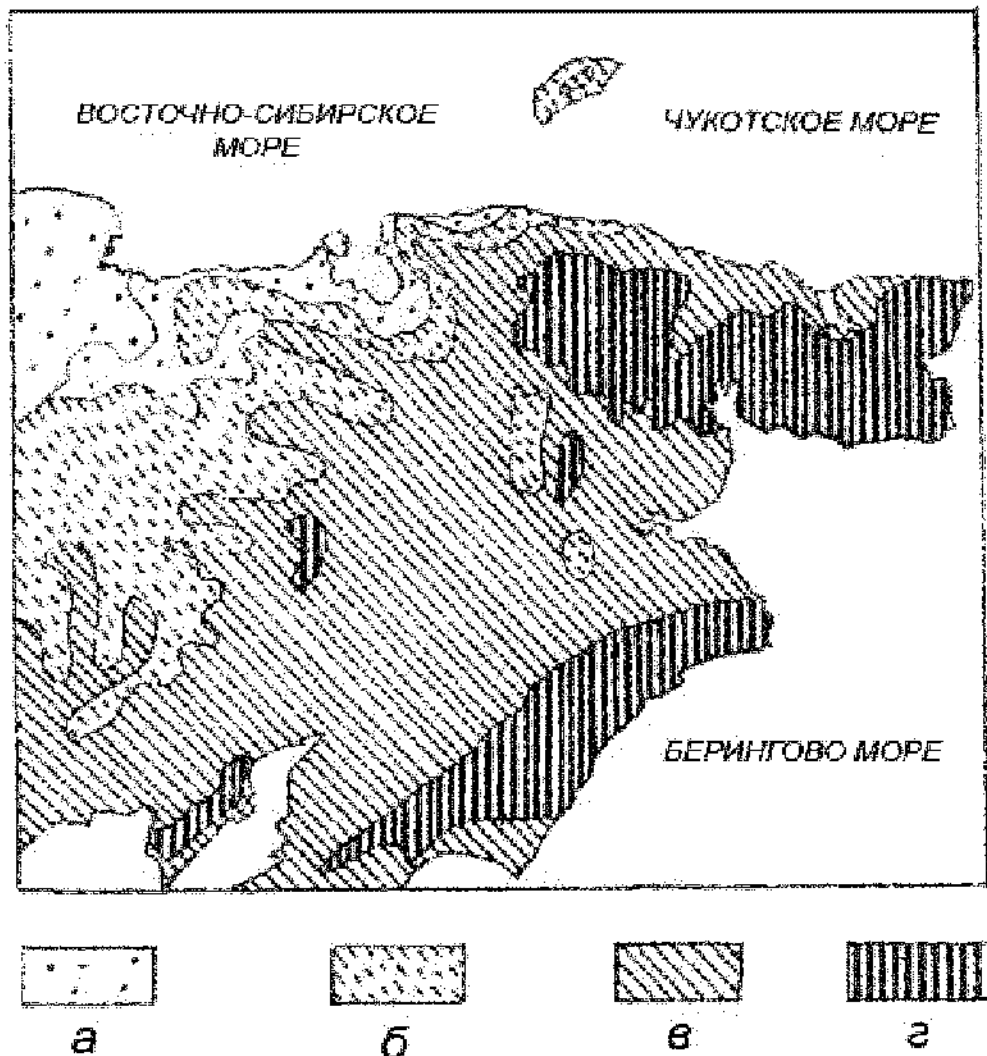 ВОСТОЧНО-СИБИРСКОЕ
МОРЕ
ЧУКОТСКОЕ МОРЕ
БЕРИНГОВО МОРЕ
а б в г